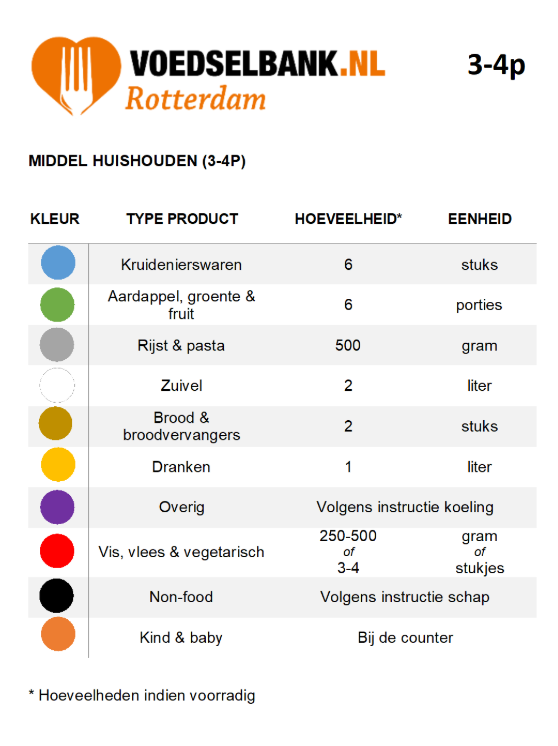 VOEDSELBANK.NL
Rotterdam
3-4p
MIDDEL HUISHOUDEN (3-4P)
KLEUR TYPE PRODUCT HOEVEELHEID* EENHEID
Kruidenierswaren 6 stuks
Aardappel, groente &
fruit 6 porties
Rijst & pasta 500 gram
Zuivel 2 liter
Brood &
broodvervangers 2 stuks
Dranken 1 liter
Overig Volgens instructie koeling
Vis, vlees & vegetarisch 250-500 gram
of of
3-4 stukjes
Non-food Volgens instructie schap
Kind & baby Bij de counter
* Hoeveelheden indien voorradig